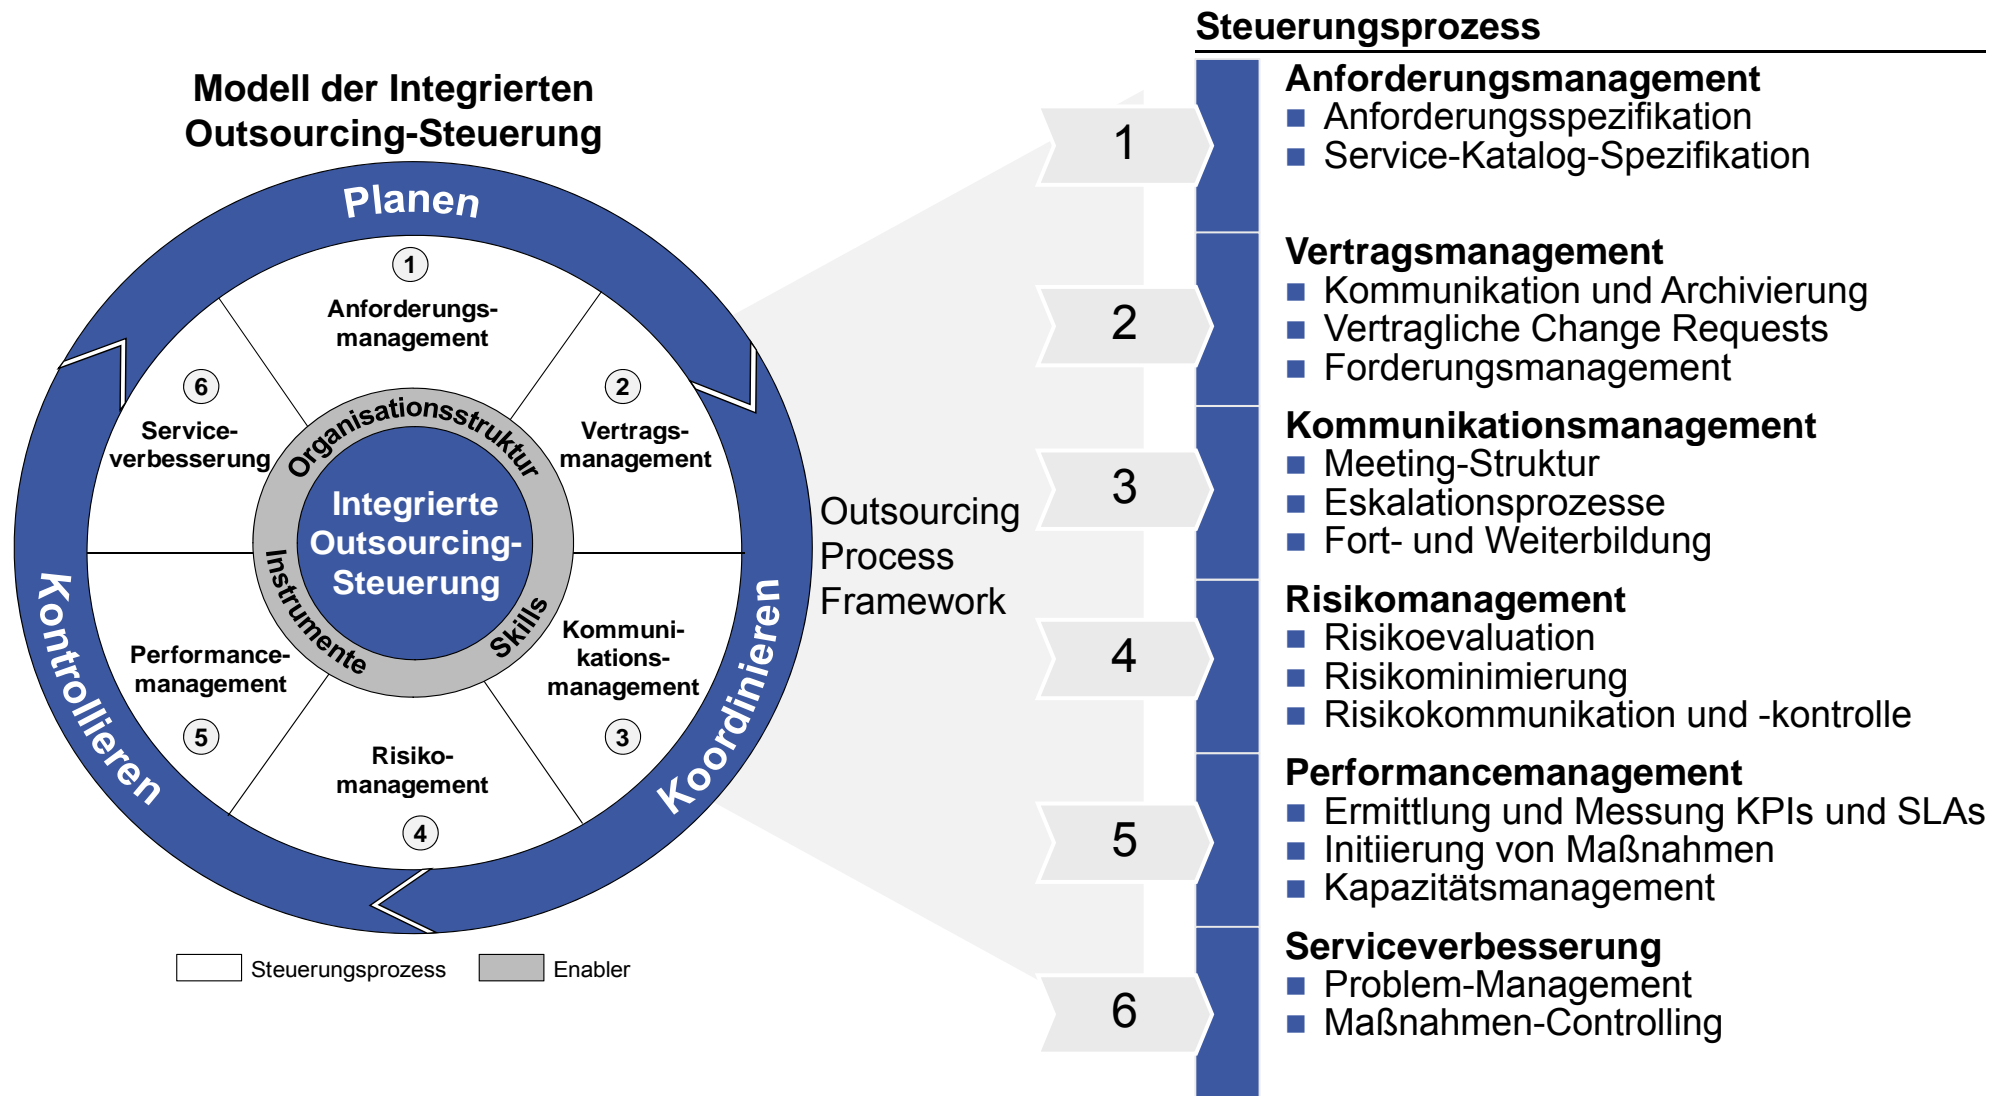 Modell der Integrierten
Outsourcing-Steuerung
Planen
Koordinieren
Kontrollieren
1
Anforderungs-
management
2
Vertrags-
management
Kommuni-
kations-
management
3
Risiko-
management
4
Performance-
management
5
6
Service-
verbesserung
Organisationsstruktur
Skills
Instrumente
Integrierte
Outsourcing-
Steuerung
Steuerungsprozess
Enabler
Outsourcing
Process
Framework
Steuerungsprozess
1
Anforderungsmanagement
Anforderungsspezifikation
Service-Katalog-Spezifikation
2
Vertragsmanagement
Kommunikation und Archivierung
Vertragliche Change Requests
Forderungsmanagement
3
Kommunikationsmanagement
Meeting-Struktur
Eskalationsprozesse
Fort- und Weiterbildung
4
Risikomanagement
Risikoevaluation
Risikominimierung
Risikokommunikation und -kontrolle
5
Performancemanagement
Ermittlung und Messung KPIs und SLAs
Initiierung von Maßnahmen
Kapazitätsmanagement
6
Serviceverbesserung
Problem-Management
Maßnahmen-Controlling